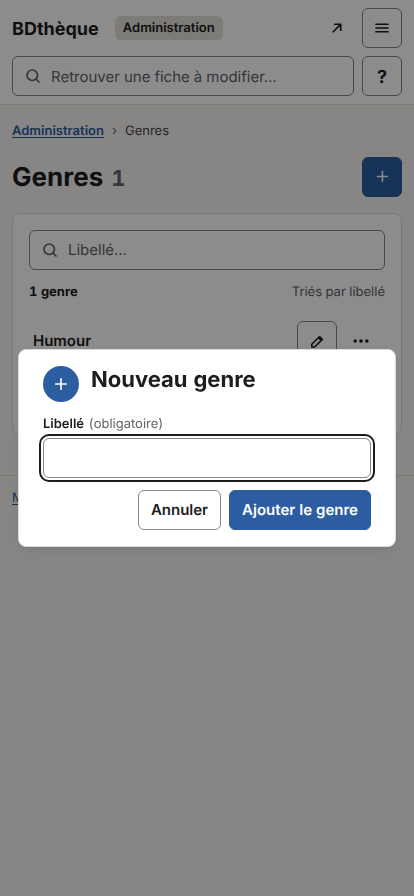 BDthèque Administration
Retrouver une fiche à modifier... ?
Administration › Genres
Genres 1
Libellé...
1 genre Triés par libellé
Humour
Nouveau genre
Libellé (obligatoire)
Annuler Ajouter le genre